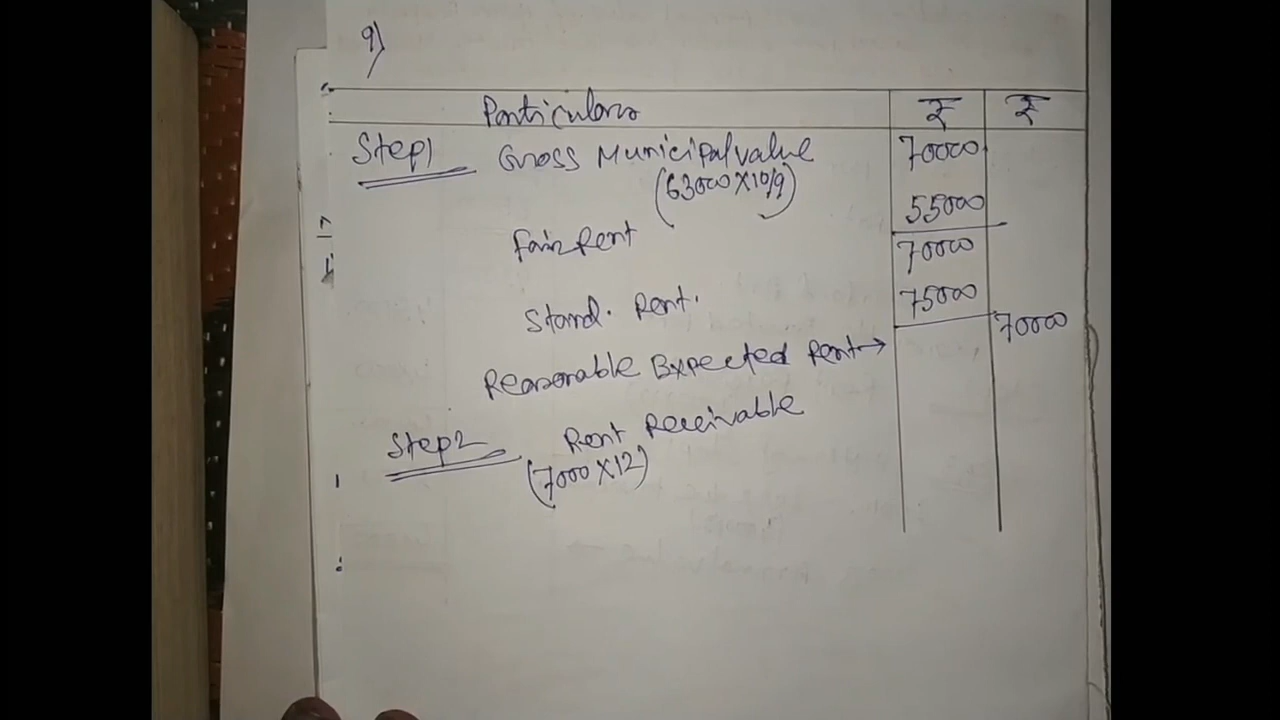 9)
Particulars ₹ ₹
Step1 Gross Municipal value 70000
(63000 X 10/9)
55000
Fair Rent
70000
Stand. Rent. 75000
70000
Reasonable Expected Rent →
Step2 Rent Receivable
(7000 X 12)